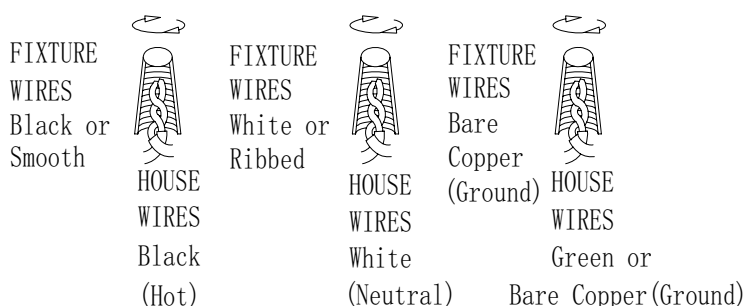 FIXTURE
WIRES
Black or
Smooth
HOUSE
WIRES
Black
(Hot)
FIXTURE
WIRES
White or
Ribbed
HOUSE
WIRES
White
(Neutral)
FIXTURE
WIRES
Bare
Copper
(Ground)
HOUSE
WIRES
Green or
Bare Copper(Ground)